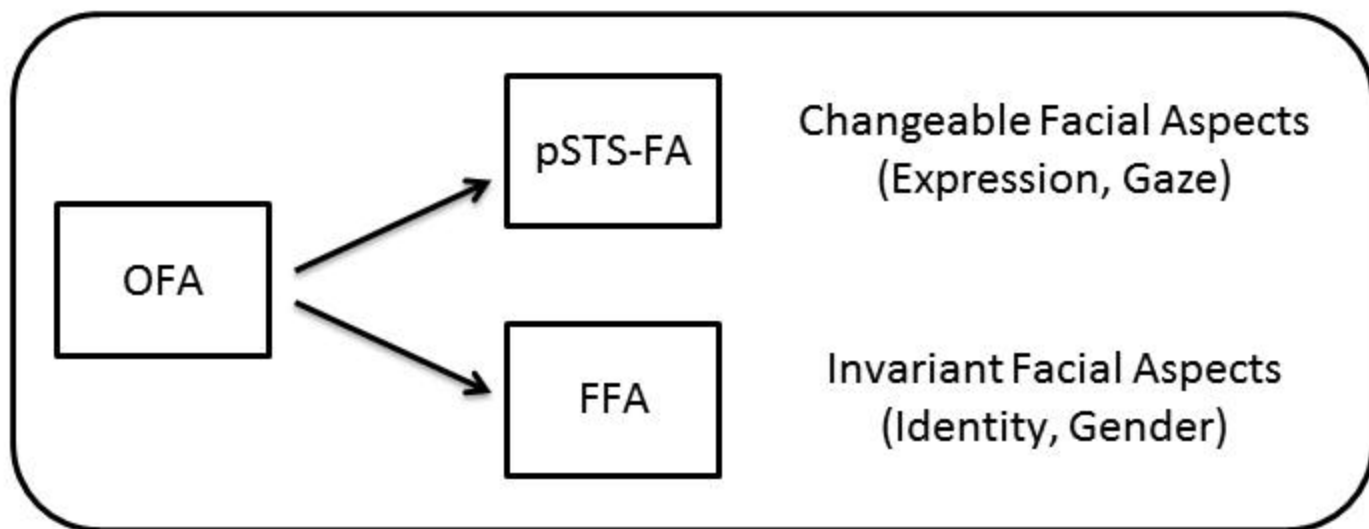 OFA
pSTS-FA
Changeable Facial Aspects
(Expression, Gaze)
FFA
Invariant Facial Aspects
(Identity, Gender)